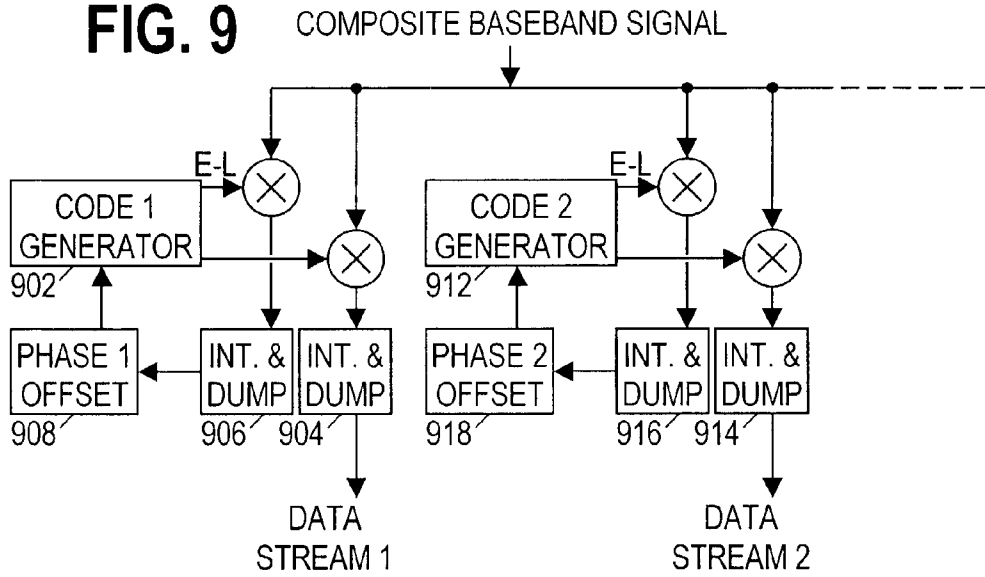 FIG. 9
COMPOSITE BASEBAND SIGNAL
E-L
E-L
CODE 1
GENERATOR
902
CODE 2
GENERATOR
912
PHASE 1
OFFSET
908
INT. &
DUMP
906
INT. &
DUMP
904
PHASE 2
OFFSET
918
INT. &
DUMP
916
INT. &
DUMP
914
DATA
STREAM 1
DATA
STREAM 2